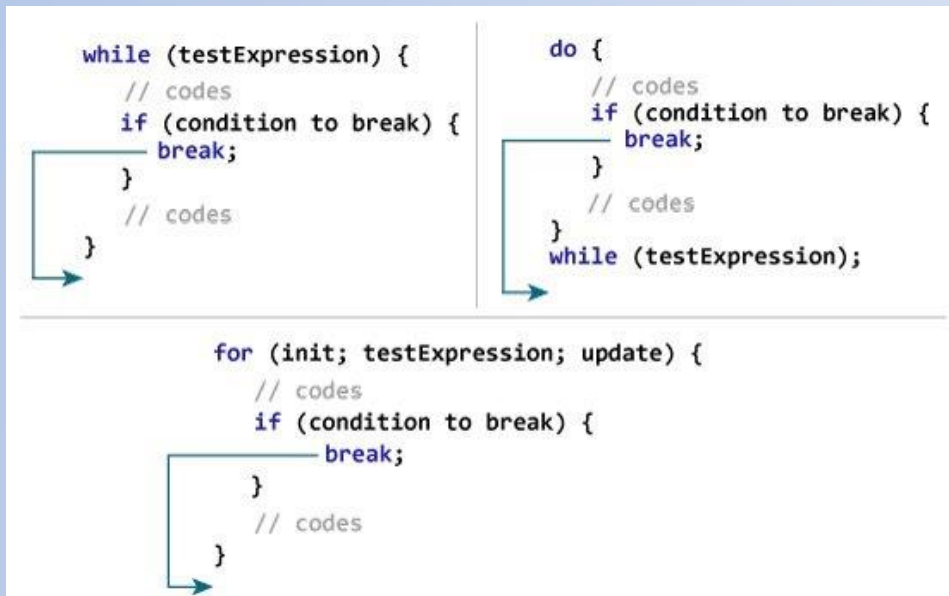 while (testExpression) {
// codes
if (condition to break) {
break;
}
// codes
}
do {
// codes
if (condition to break) {
break;
}
// codes
}
while (testExpression);
for (init; testExpression; update) {
// codes
if (condition to break) {
break;
}
// codes
}